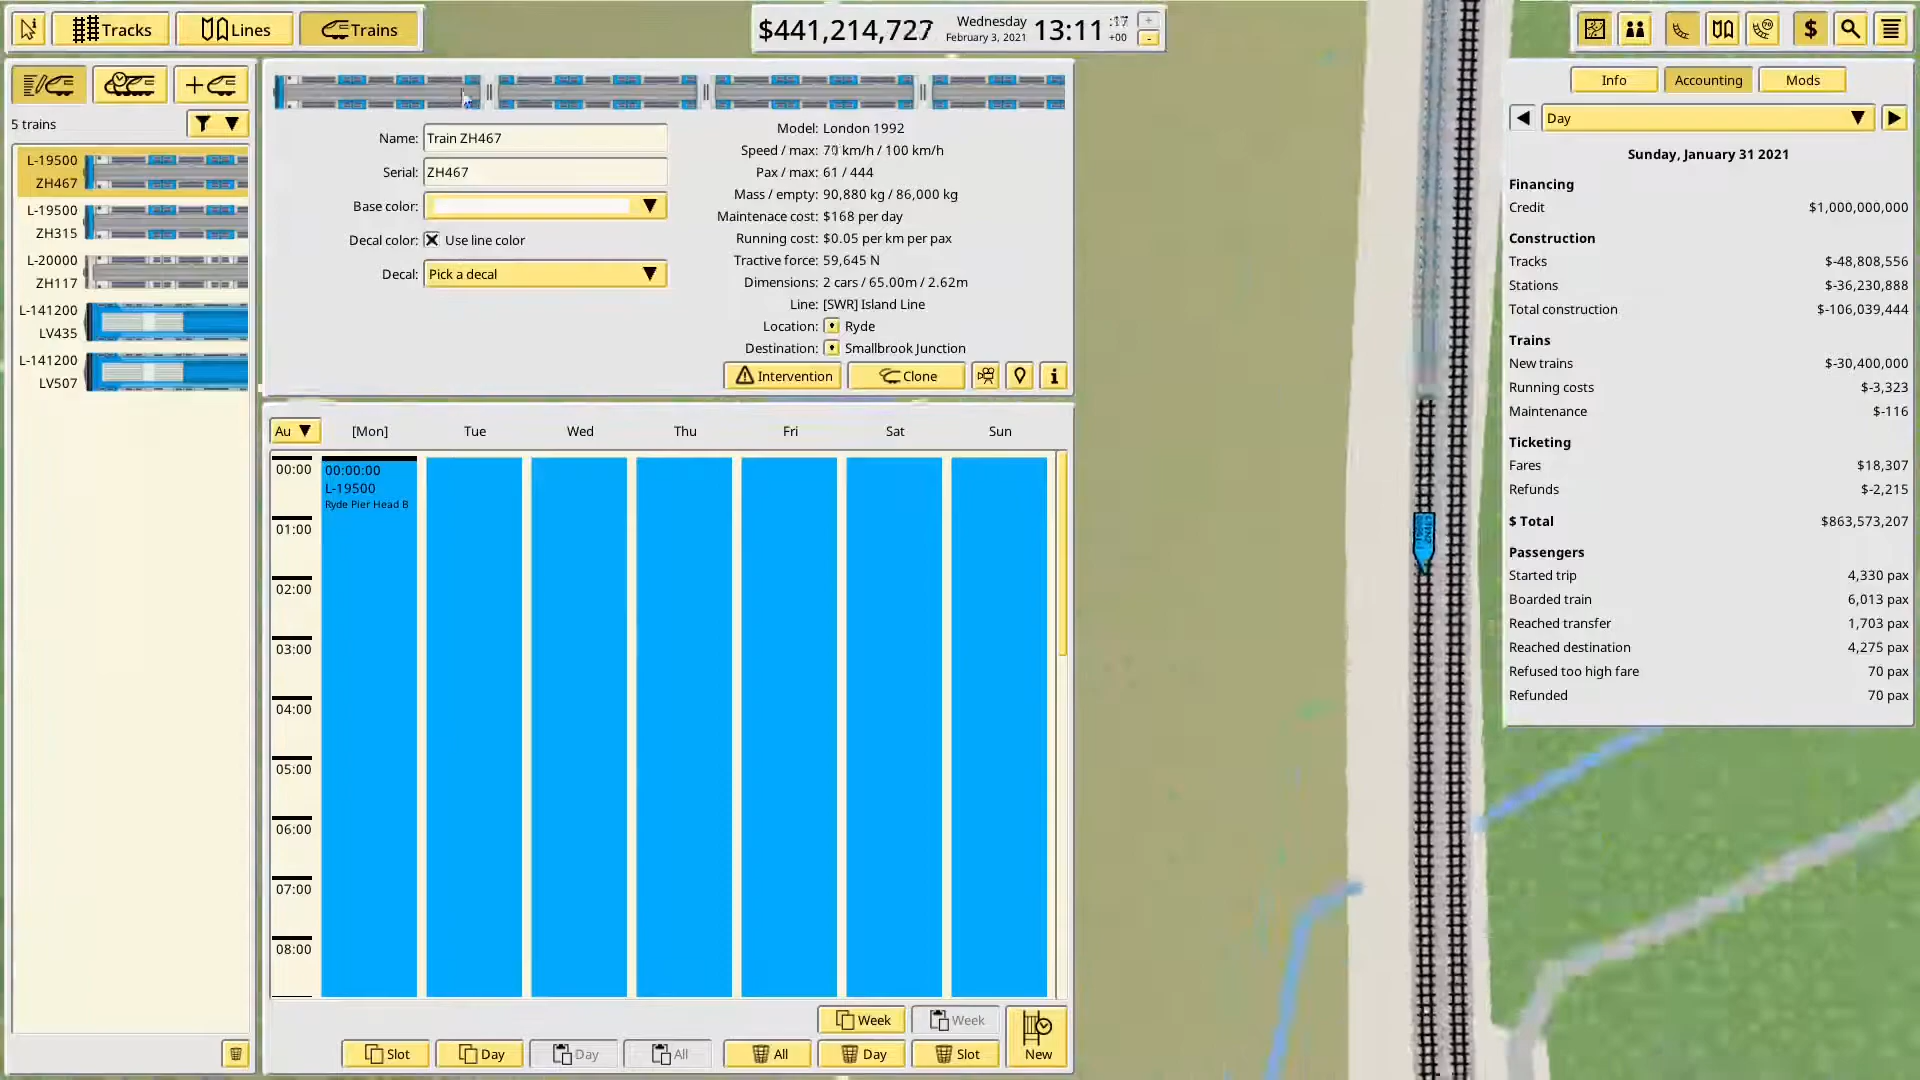 Tracks
Lines
Trains
$441,214,727
Wednesday
February 3, 2021
13:11
:17
+00
+
-
5 trains
L-19500
ZH467
L-19500
ZH315
L-20000
ZH117
L-141200
LV435
L-141200
LV507
Name: Train ZH467
Serial: ZH467
Base color:
Decal color: Use line color
Decal: Pick a decal
Model: London 1992
Speed / max: 70 km/h / 100 km/h
Pax / max: 61 / 444
Mass / empty: 90,880 kg / 86,000 kg
Maintenace cost: $168 per day
Running cost: $0.05 per km per pax
Tractive force: 59,645 N
Dimensions: 2 cars / 65.00m / 2.62m
Line: [SWR] Island Line
Location: Ryde
Destination: Smallbrook Junction
Intervention
Clone
Au
[Mon]
Tue
Wed
Thu
Fri
Sat
Sun
00:00
01:00
02:00
03:00
04:00
05:00
06:00
07:00
08:00
00:00:00
L-19500
Ryde Pier Head B
Week
Week
Slot
Day
Day
All
All
Day
Slot
New
Info
Accounting
Mods
Day
Sunday, January 31 2021
Financing
Credit $1,000,000,000
Construction
Tracks $-48,808,556
Stations $-36,230,888
Total construction $-106,039,444
Trains
New trains $-30,400,000
Running costs $-3,323
Maintenance $-116
Ticketing
Fares $18,307
Refunds $-2,215
$ Total $863,573,207
Passengers
Started trip 4,330 pax
Boarded train 6,013 pax
Reached transfer 1,703 pax
Reached destination 4,275 pax
Refused too high fare 70 pax
Refunded 70 pax